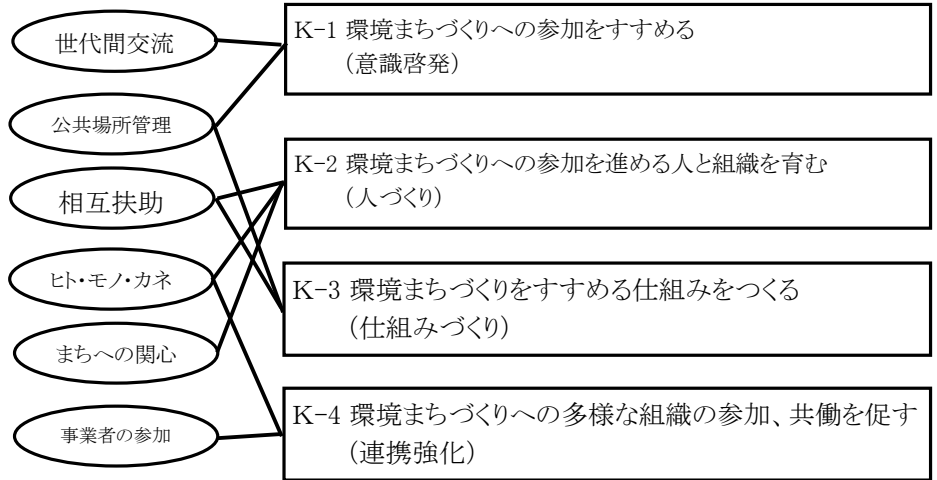 世代間交流
公共場所管理
相互扶助
ヒト・モノ・カネ
まちへの関心
事業者の参加
K-1 環境まちづくりへの参加をすすめる
(意識啓発)
K-2 環境まちづくりへの参加を進める人と組織を育む
(人づくり)
K-3 環境まちづくりをすすめる仕組みをつくる
(仕組みづくり)
K-4 環境まちづくりへの多様な組織の参加、共働を促す
(連携強化)